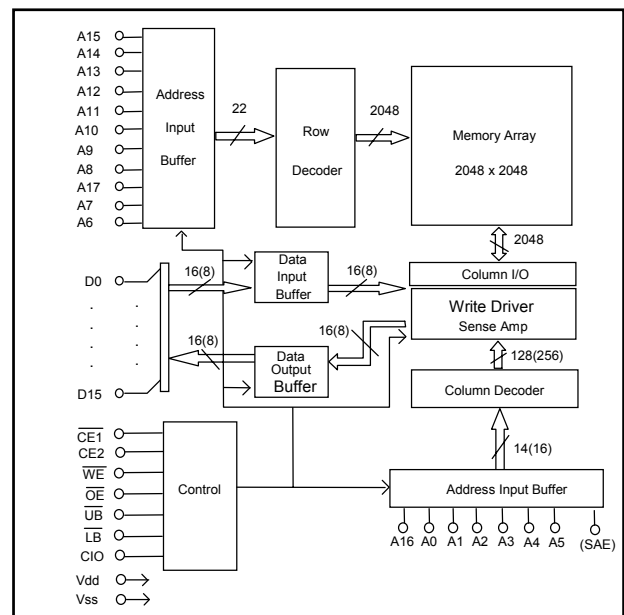 A15
A14
A13
A12
A11
A10
A9
A8
A17
A7
A6
Address
Input
Buffer
22
Row
Decoder
2048
Memory Array
2048 x 2048
2048
D0
.
.
.
.
D15
.
.
.
.
16(8)
Data
Input
Buffer
16(8)
Column I/O
Write Driver
Sense Amp
16(8)
Data
Output
Buffer
16(8)
128(256)
Column Decoder
14(16)
Address Input Buffer
A16
A0
A1
A2
A3
A4
A5
(SAE)
CE1
CE2
WE
OE
UB
LB
CIO
Control
Vdd
Vss